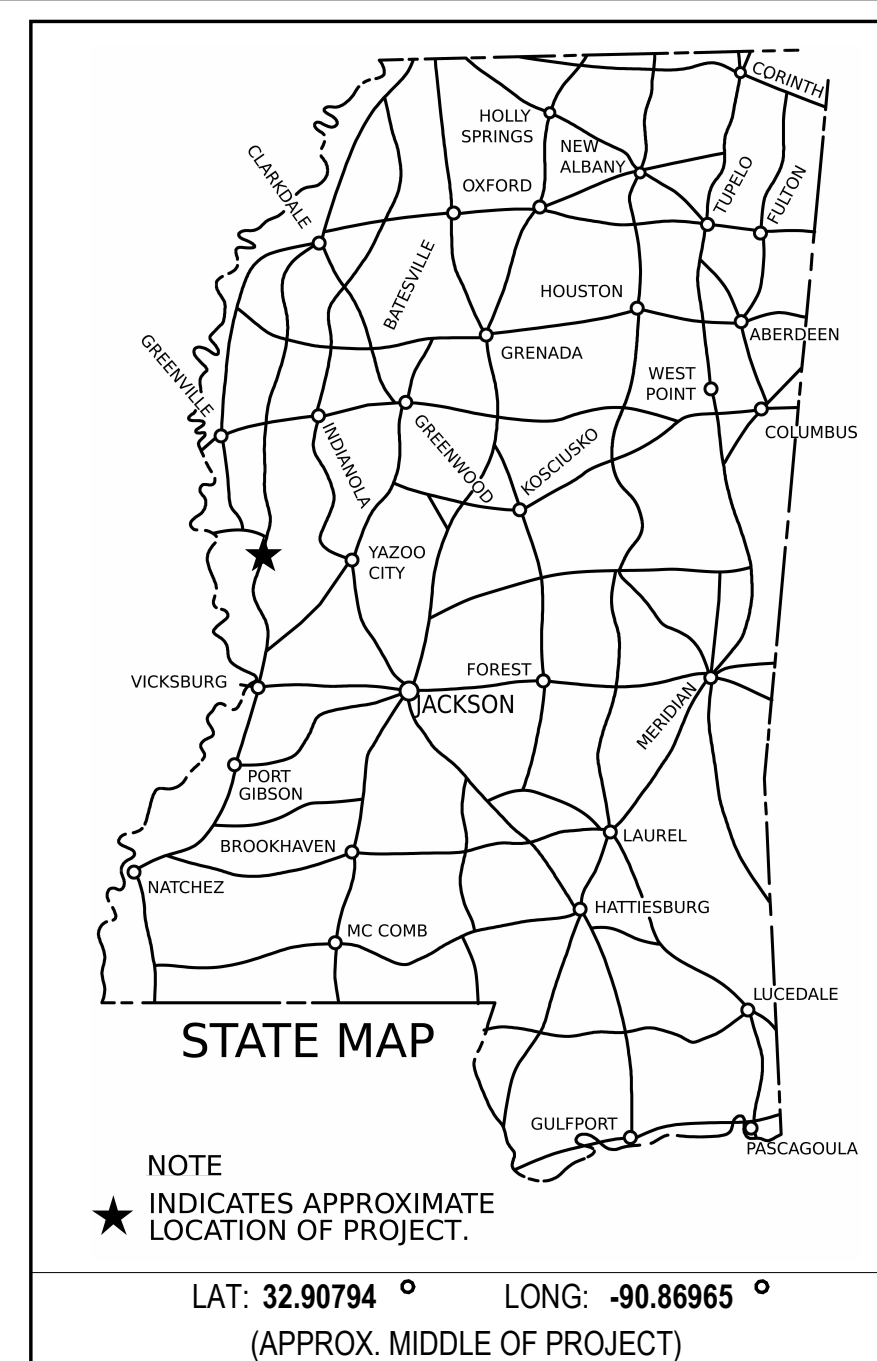 CORINTH
HOLLY
SPRINGS
NEW
ALBANY
CLARKDALE
OXFORD
TUPELO
FULTON
BATESVILLE
HOUSTON
ABERDEEN
GRENADA
GREENVILLE
WEST
POINT
COLUMBUS
INDIANOLA
GREENWOOD
KOSCIUSKO
YAZOO
CITY
VICKSBURG
FOREST
JACKSON
MERIDIAN
PORT
GIBSON
BROOKHAVEN
LAUREL
NATCHEZ
HATTIESBURG
MC COMB
LUCEDALE
STATE MAP
GULFPORT
PASCAGOULA
NOTE
INDICATES APPROXIMATE
LOCATION OF PROJECT.
LAT: 32.90794 ° LONG: -90.86965 °
(APPROX. MIDDLE OF PROJECT)